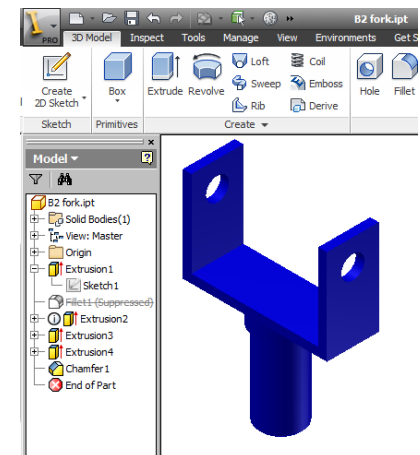 PRO
B2 fork.ipt
3D Model Inspect Tools Manage View Environments Get S
Create
2D Sketch
Box
Extrude
Revolve
Loft
Sweep
Rib
Coil
Emboss
Derive
Hole
Fillet
Sketch Primitives Create
Model
B2 fork.ipt
Solid Bodies(1)
View: Master
Origin
Extrusion1
Sketch1
Fillet1 (Suppressed)
Extrusion2
Extrusion3
Extrusion4
Chamfer1
End of Part